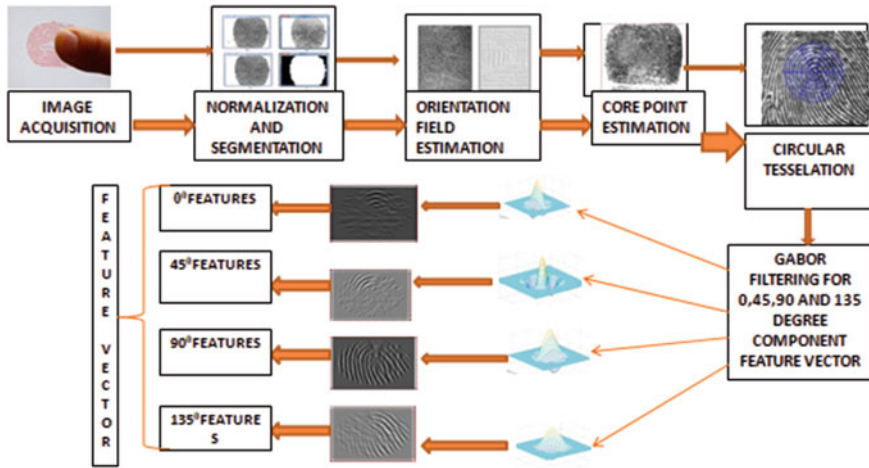 IMAGE
ACQUISITION
NORMALIZATION
AND
SEGMENTATION
ORIENTATION
FIELD
ESTIMATION
CORE POINT
ESTIMATION
CIRCULAR
TESSELATION
GABOR
FILTERING FOR
0,45,90 AND 135
DEGREE
COMPONENT
FEATURE VECTOR
0⁰FEATURES
45⁰FEATURES
90⁰FEATURES
135⁰FEATURE
S
F
E
A
T
U
R
E
V
E
C
T
O
R